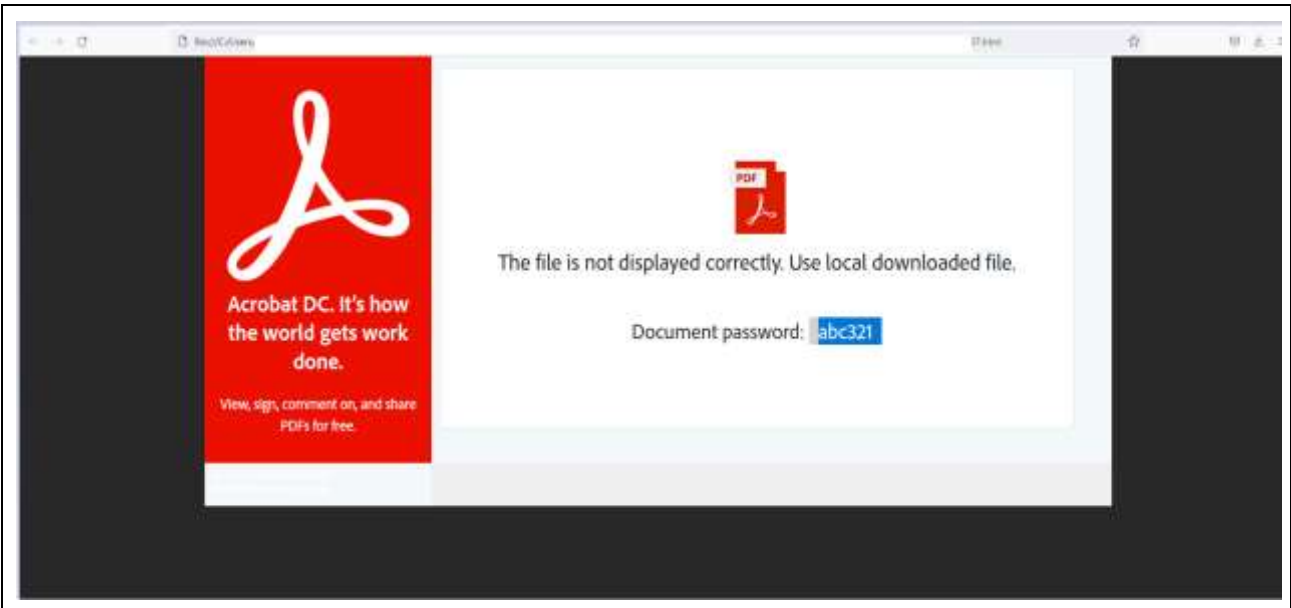 PDF
The file is not displayed correctly. Use local downloaded file.
Document password: abc321
Acrobat DC. It's how
the world gets work
done.
View, sign, comment on, and share
PDFs for free.